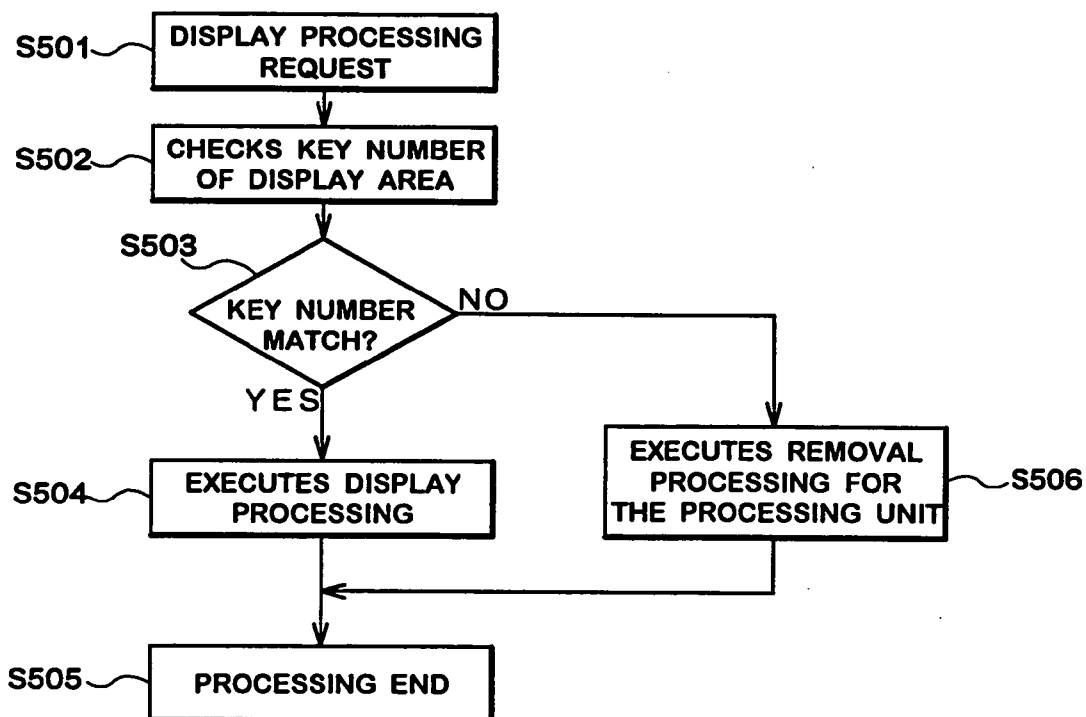 S501
DISPLAY PROCESSING
REQUEST
S502
CHECKS KEY NUMBER
OF DISPLAY AREA
S503
KEY NUMBER
MATCH?
NO
YES
S504
EXECUTES DISPLAY
PROCESSING
EXECUTES REMOVAL
PROCESSING FOR
THE PROCESSING UNIT
S506
S505
PROCESSING END